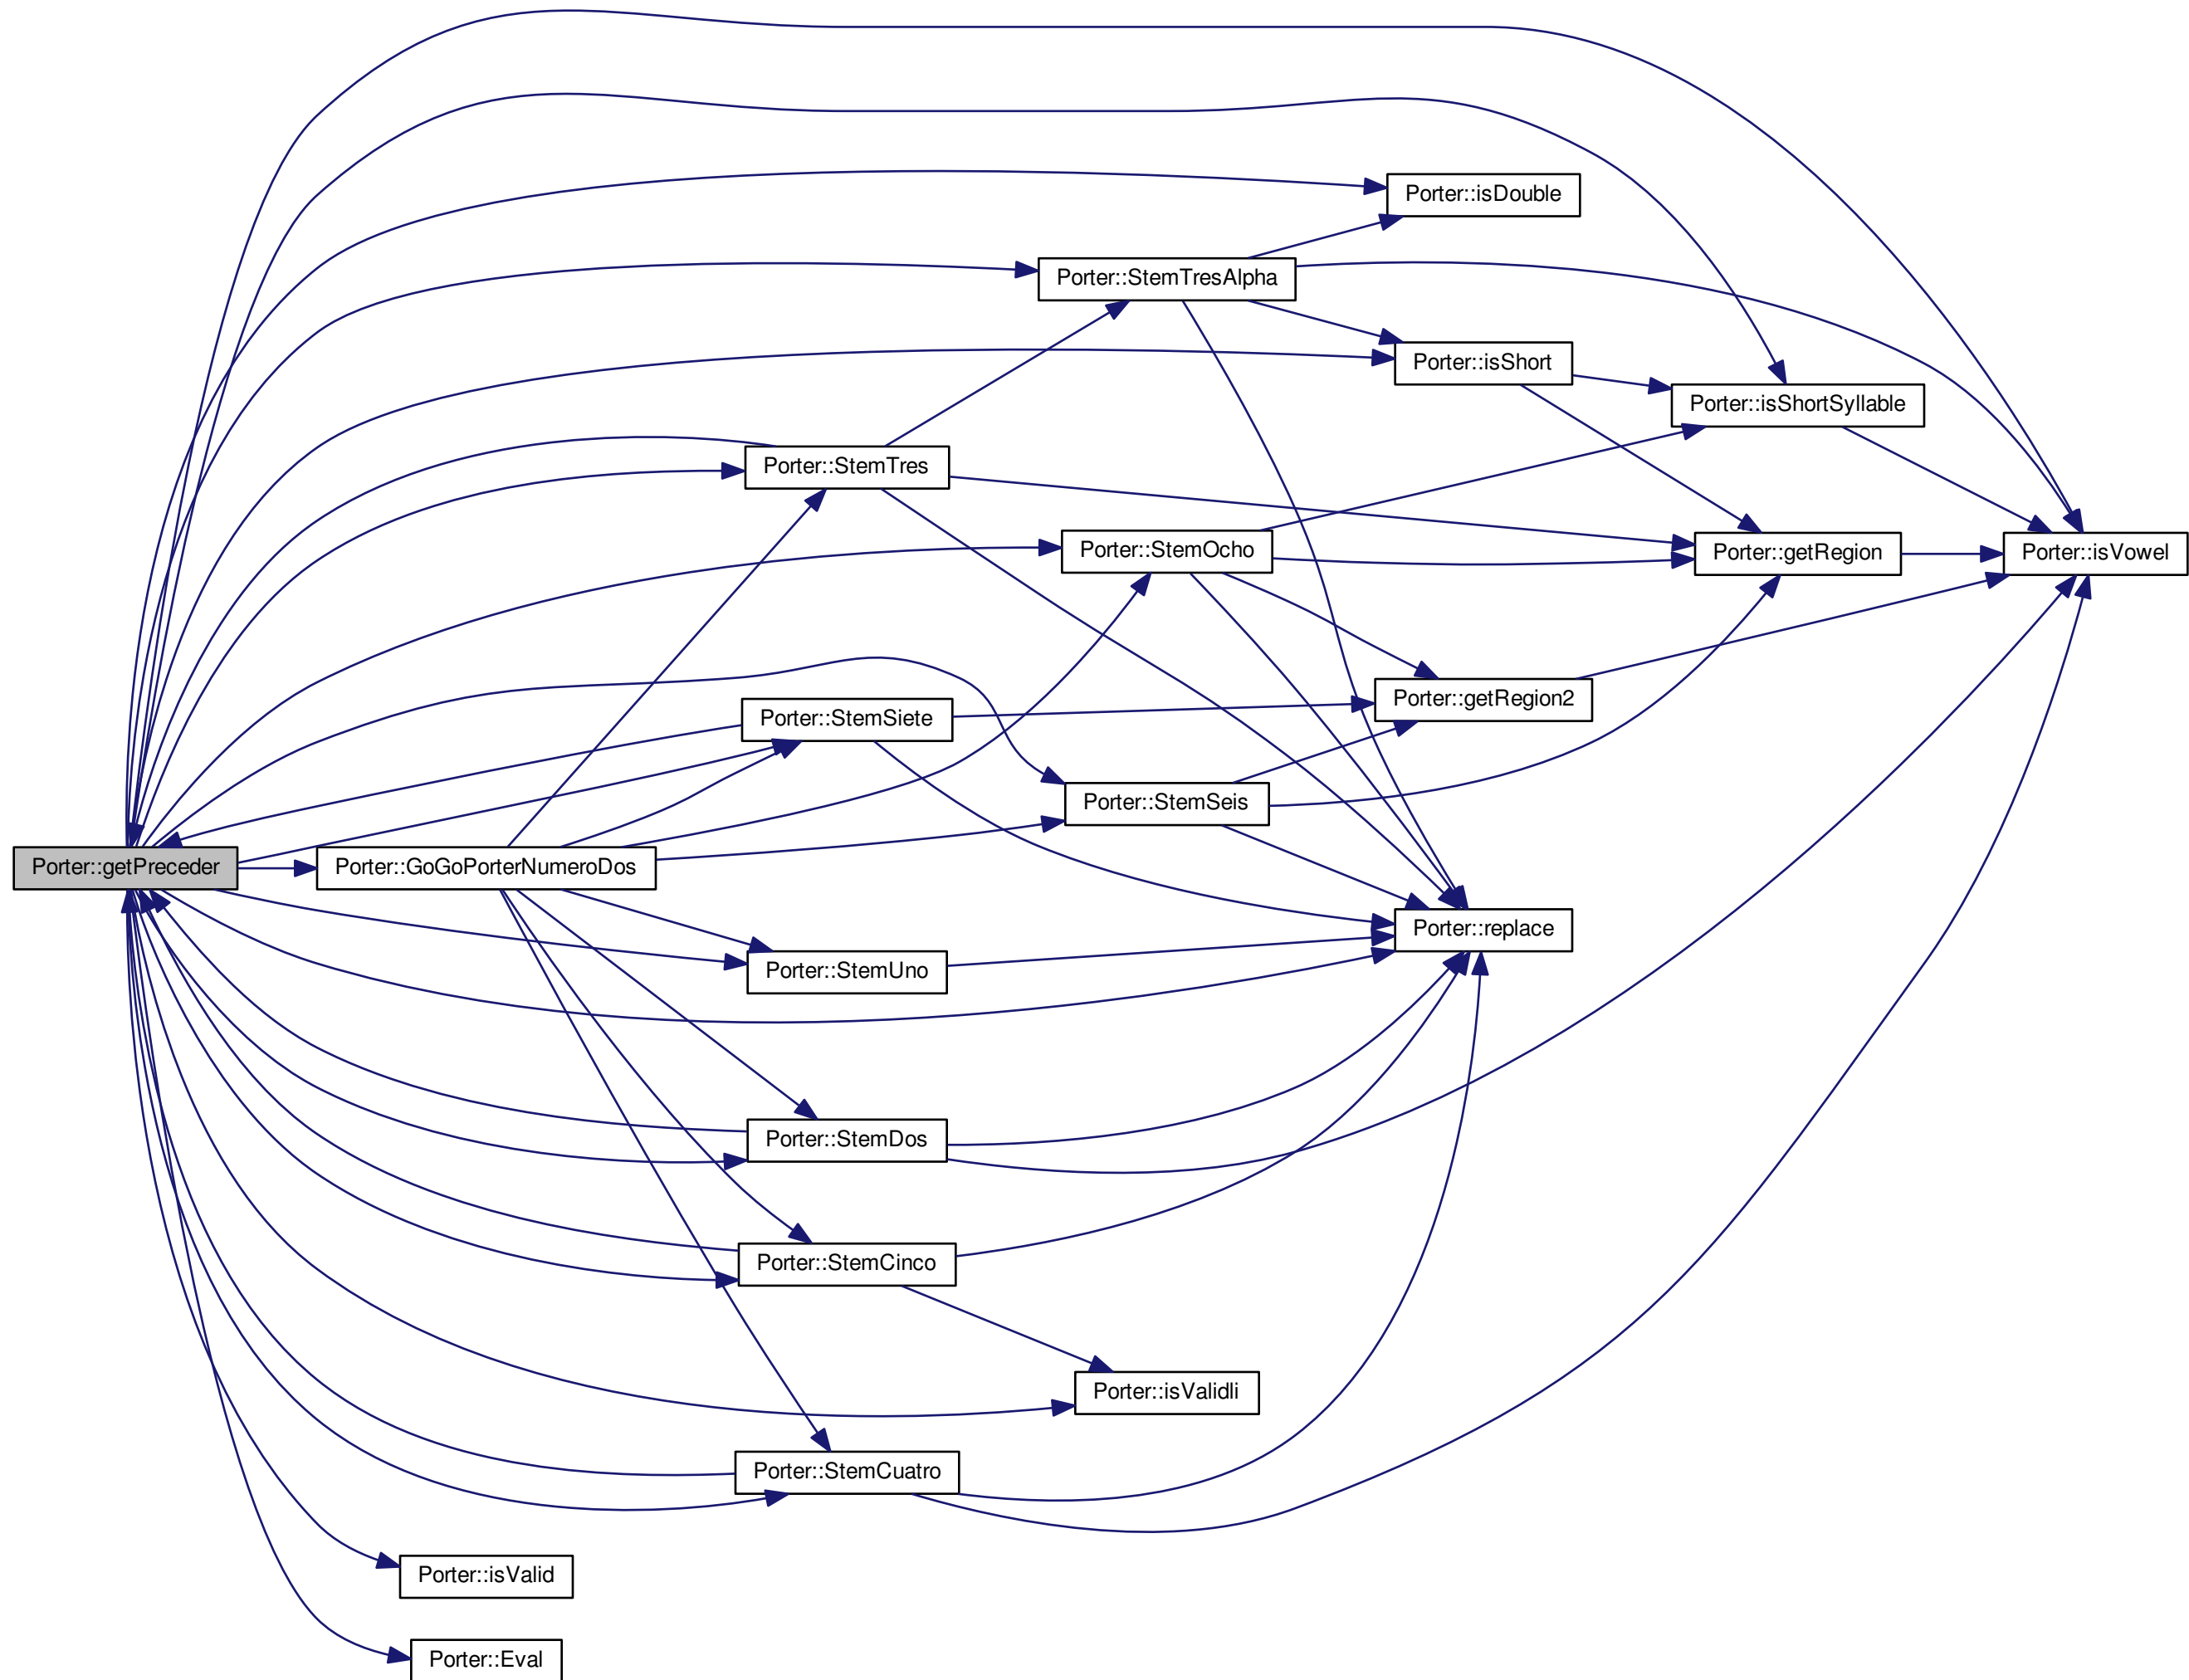 Porter::isDouble
Porter::StemTresAlpha
Porter::isShort
Porter::isShortSyllable
Porter::StemTres
Porter::StemOcho
Porter::getRegion
Porter::isVowel
Porter::getRegion2
Porter::StemSiete
Porter::StemSeis
Porter::getPreceder
Porter::GoGoPorterNumeroDos
Porter::replace
Porter::StemUno
Porter::StemDos
Porter::StemCinco
Porter::isValidli
Porter::StemCuatro
Porter::isValid
Porter::Eval